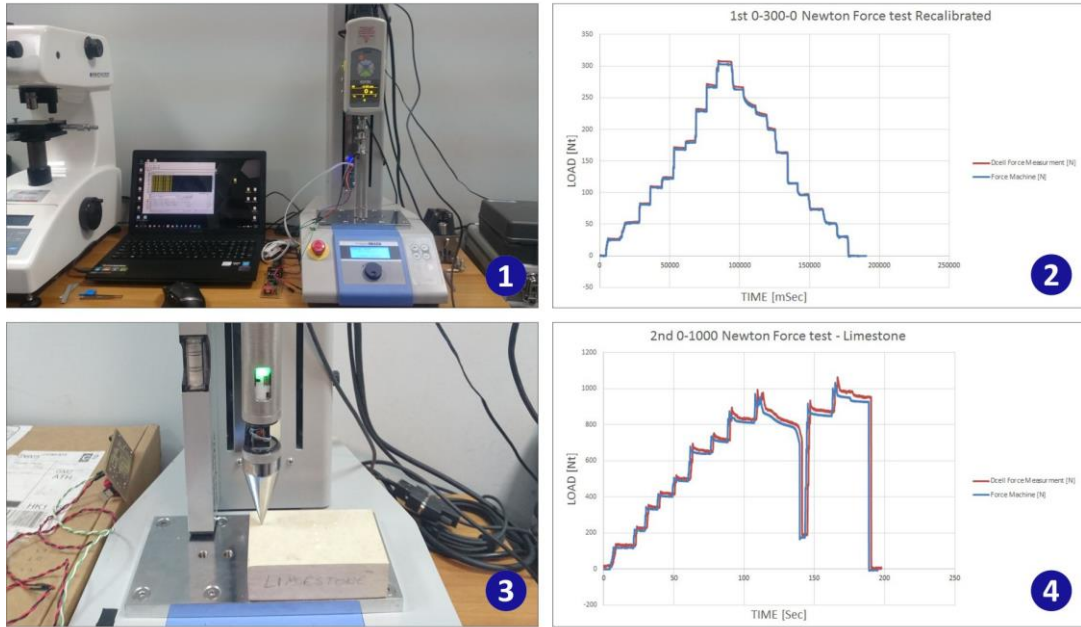 1
1st 0-300-0 Newton Force test Recalibrated
350
300
250
200
150
100
50
0
-50
0
50000
100000
150000
200000
250000
LOAD [Nt]
TIME [mSec]
Dcell Force Measurment [N]
Force Machine [N]
2
LIMESTONE
ATH
3
2nd 0-1000 Newton Force test - Limestone
1200
1000
800
600
400
200
0
-200
0
50
100
150
200
250
LOAD [Nt]
TIME [Sec]
Dcell Force Measurment [N]
Force Machine [N]
4